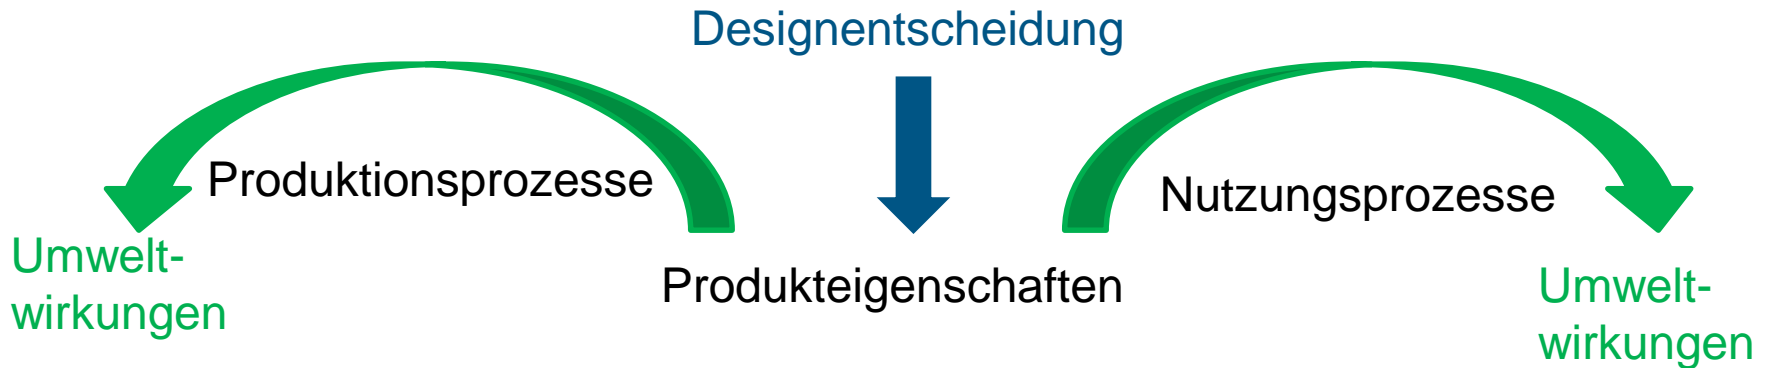 Designentscheidung
Produktionsprozesse
Nutzungsprozesse
Umwelt-
wirkungen
Produkteigenschaften
Umwelt-
wirkungen